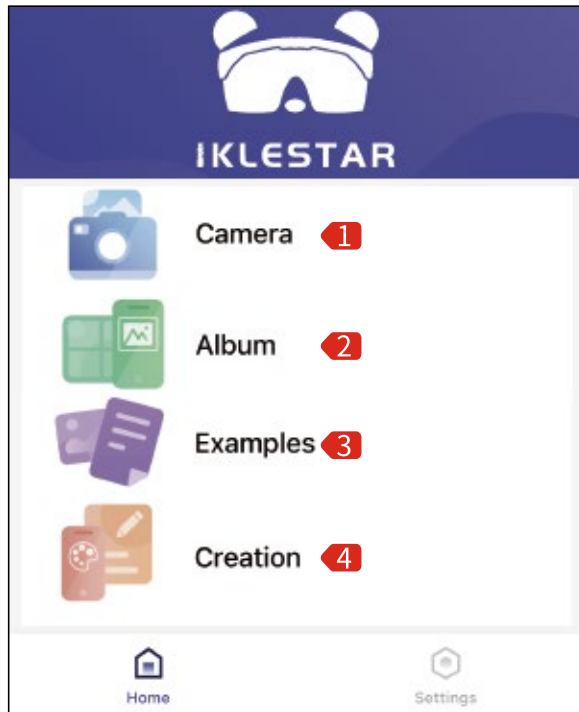 IKLESTAR
Camera 1
Album 2
Examples 3
Creation 4
Home Settings